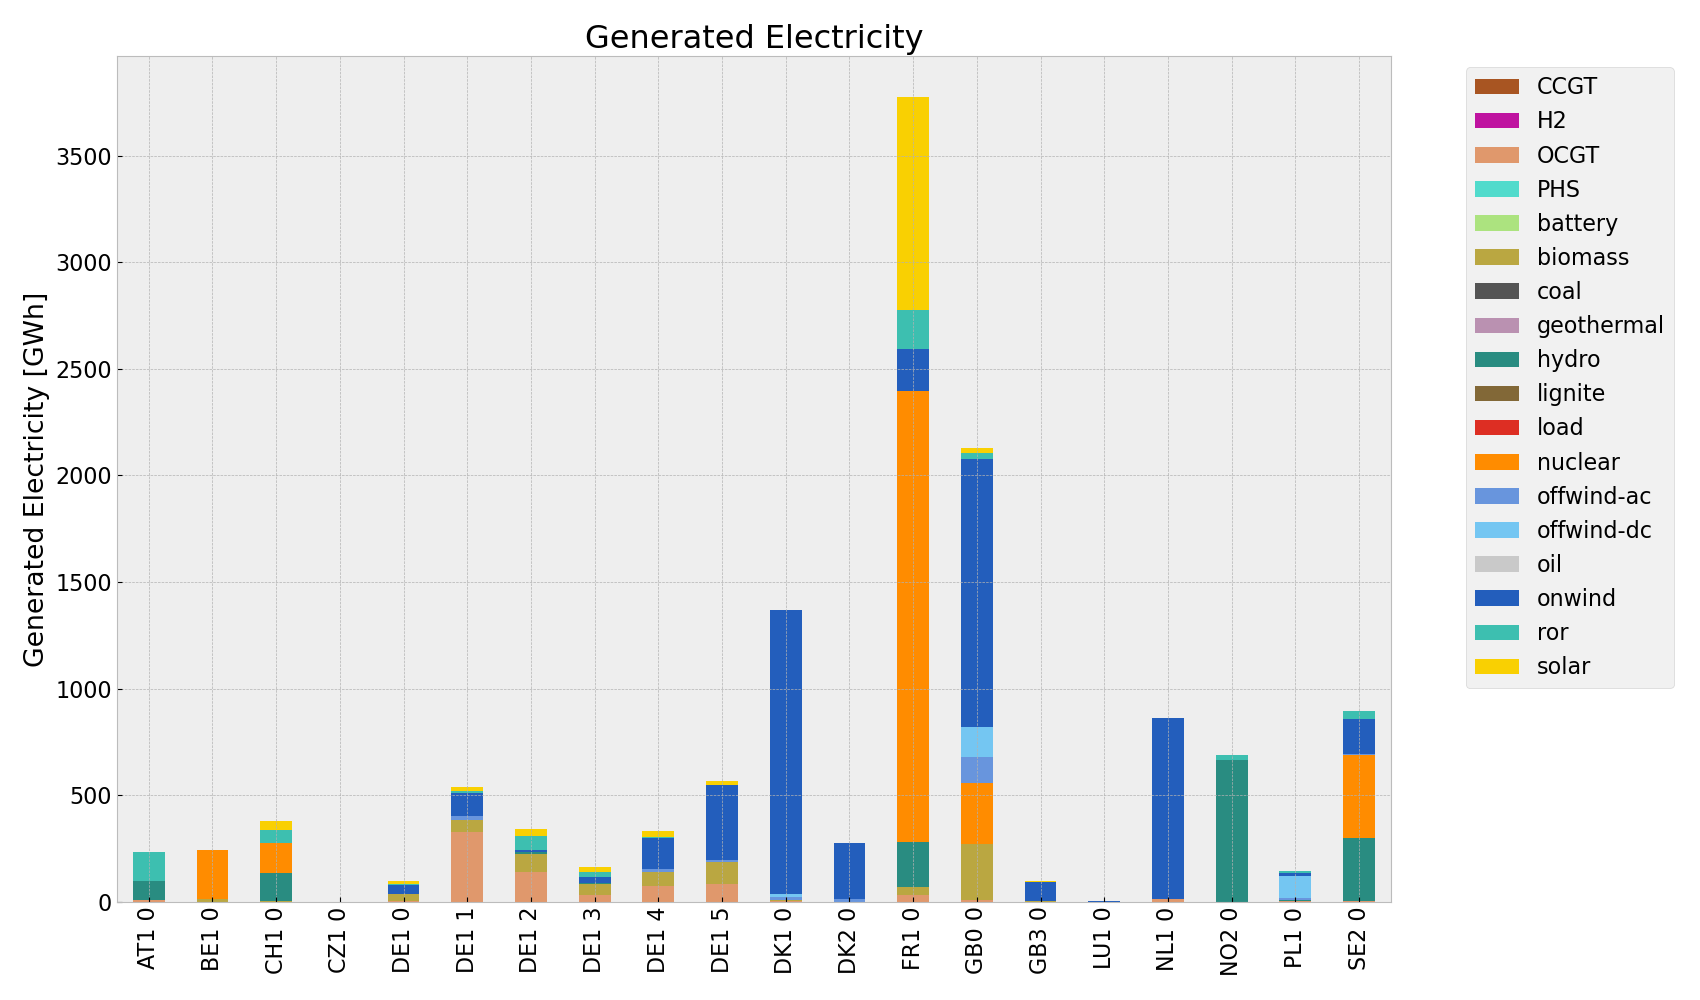 Generated Electricity
Generated Electricity [GWh]
3500
3000
2500
2000
1500
1000
500
0
AT1 0
BE1 0
CH1 0
CZ1 0
DE1 0
DE1 1
DE1 2
DE1 3
DE1 4
DE1 5
DK1 0
DK2 0
FR1 0
GB0 0
GB3 0
LU1 0
NL1 0
NO2 0
PL1 0
SE2 0
CCGT
H2
OCGT
PHS
battery
biomass
coal
geothermal
hydro
lignite
load
nuclear
offwind-ac
offwind-dc
oil
onwind
ror
solar